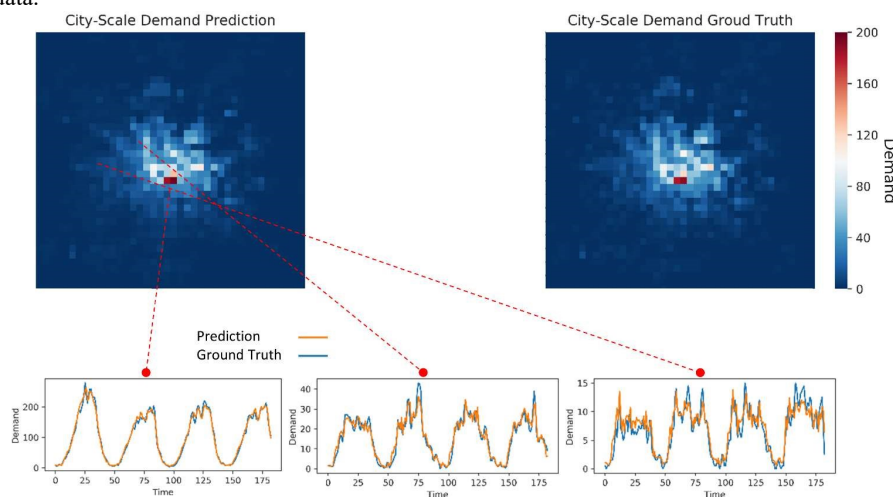 data.
City-Scale Demand Prediction
City-Scale Demand Groud Truth
200
160
120
80
40
0
Demand
Prediction
Ground Truth
200
100
0
Demand
0 25 50 75 100 125 150 175
Time
40
30
20
10
0
Demand
0 25 50 75 100 125 150 175
Time
15
10
5
0
Demand
0 25 50 75 100 125 150 175
Time